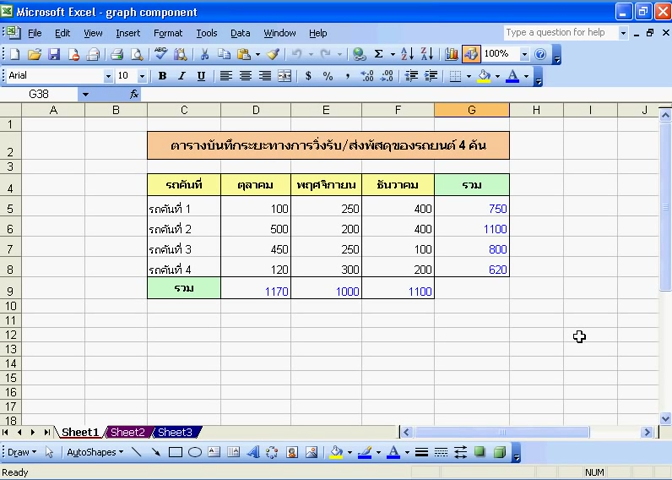 Microsoft Excel - graph component
File Edit View Insert Format Tools Data Window Help
Type a question for help
100%
Arial 10 B I U $ % ,
G38 fx
A B C D E F G H I J
1
2 ตารางบันทึกระยะทางการวิ่งรับ/ส่งพัสดุของรถยนต์ 4 คัน
3
4 รถคันที่ ตุลาคม พฤศจิกายน ธันวาคม รวม
5 รถคันที่ 1 100 250 400 750
6 รถคันที่ 2 500 200 400 1100
7 รถคันที่ 3 450 250 100 800
8 รถคันที่ 4 120 300 200 620
9 รวม 1170 1000 1100
10
11
12
13
14
15
16
17
18
Sheet1 Sheet2 Sheet3
Draw AutoShapes
Ready NUM